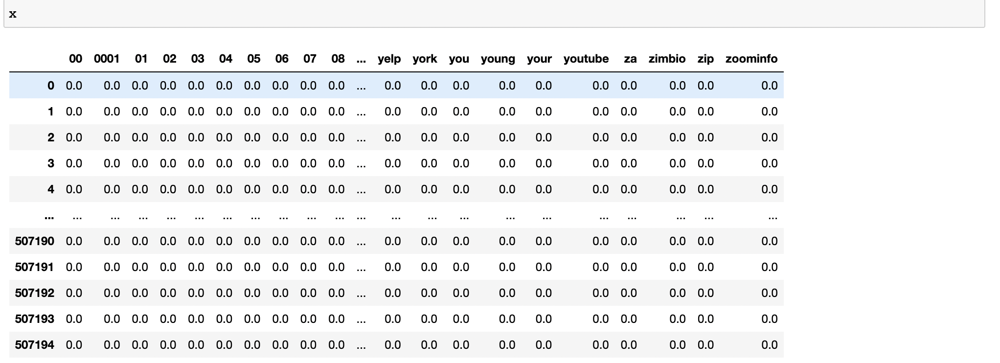 x
00 0001 01 02 03 04 05 06 07 08 ... yelp york you young your youtube za zimbio zip zoominfo
0 0.0 0.0 0.0 0.0 0.0 0.0 0.0 0.0 0.0 0.0 ... 0.0 0.0 0.0 0.0 0.0 0.0 0.0 0.0 0.0 0.0
1 0.0 0.0 0.0 0.0 0.0 0.0 0.0 0.0 0.0 0.0 ... 0.0 0.0 0.0 0.0 0.0 0.0 0.0 0.0 0.0 0.0
2 0.0 0.0 0.0 0.0 0.0 0.0 0.0 0.0 0.0 0.0 ... 0.0 0.0 0.0 0.0 0.0 0.0 0.0 0.0 0.0 0.0
3 0.0 0.0 0.0 0.0 0.0 0.0 0.0 0.0 0.0 0.0 ... 0.0 0.0 0.0 0.0 0.0 0.0 0.0 0.0 0.0 0.0
4 0.0 0.0 0.0 0.0 0.0 0.0 0.0 0.0 0.0 0.0 ... 0.0 0.0 0.0 0.0 0.0 0.0 0.0 0.0 0.0 0.0
... ... ... ... ... ... ... ... ... ... ... ... ... ... ... ... ... ... ... ... ... ...
507190 0.0 0.0 0.0 0.0 0.0 0.0 0.0 0.0 0.0 0.0 ... 0.0 0.0 0.0 0.0 0.0 0.0 0.0 0.0 0.0 0.0
507191 0.0 0.0 0.0 0.0 0.0 0.0 0.0 0.0 0.0 0.0 ... 0.0 0.0 0.0 0.0 0.0 0.0 0.0 0.0 0.0 0.0
507192 0.0 0.0 0.0 0.0 0.0 0.0 0.0 0.0 0.0 0.0 ... 0.0 0.0 0.0 0.0 0.0 0.0 0.0 0.0 0.0 0.0
507193 0.0 0.0 0.0 0.0 0.0 0.0 0.0 0.0 0.0 0.0 ... 0.0 0.0 0.0 0.0 0.0 0.0 0.0 0.0 0.0 0.0
507194 0.0 0.0 0.0 0.0 0.0 0.0 0.0 0.0 0.0 0.0 ... 0.0 0.0 0.0 0.0 0.0 0.0 0.0 0.0 0.0 0.0